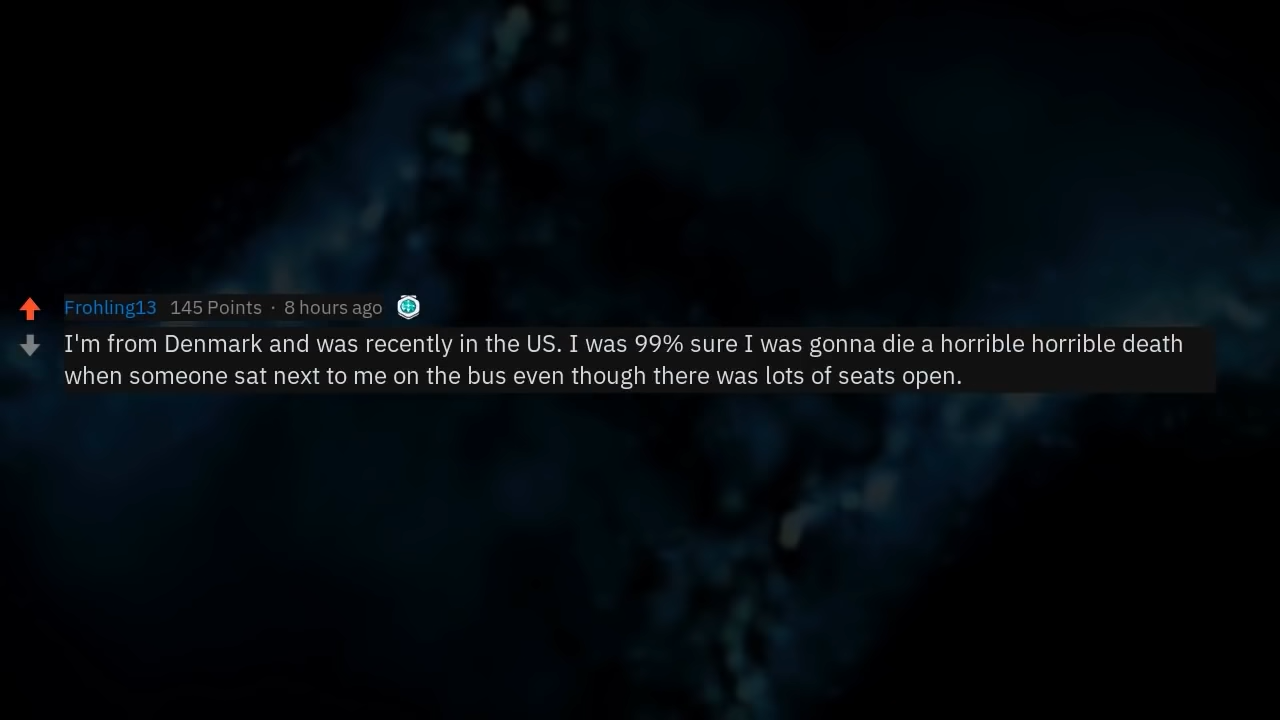 Frohling13 145 Points · 8 hours ago
I'm from Denmark and was recently in the US. I was 99% sure I was gonna die a horrible horrible death
when someone sat next to me on the bus even though there was lots of seats open.